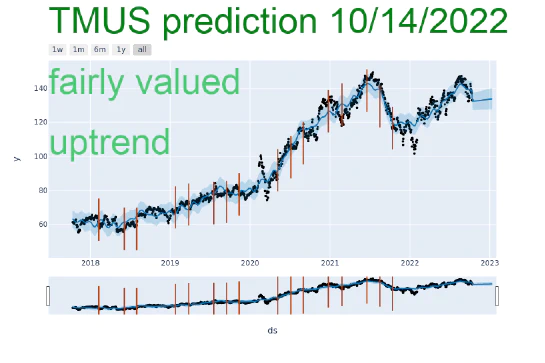 TMUS prediction 10/14/2022
1w 1m 6m 1y all
fairly valued
140
120
uptrend
100
80
60
y
2018 2019 2020 2021 2022 2023
ds